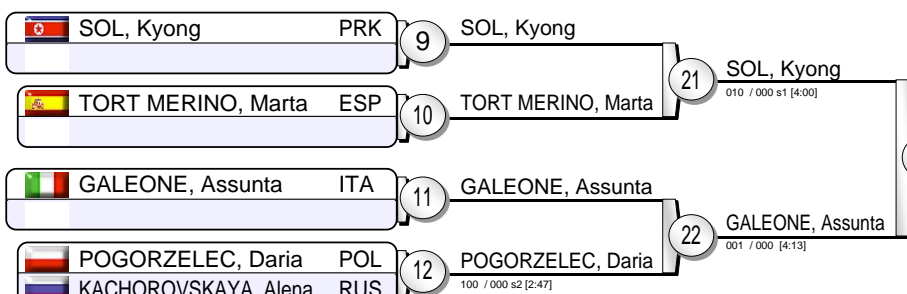 SOL, Kyong PRK 9 SOL, Kyong
21 SOL, Kyong
010 / 000 s1 [4:00]
TORT MERINO, Marta ESP 10 TORT MERINO, Marta
GALEONE, Assunta ITA 11 GALEONE, Assunta
22 GALEONE, Assunta
001 / 000 [4:13]
POGORZELEC, Daria POL 12 POGORZELEC, Daria
100 / 000 s2 [2:47]
KACHOROVSKAYA, Alena RUS